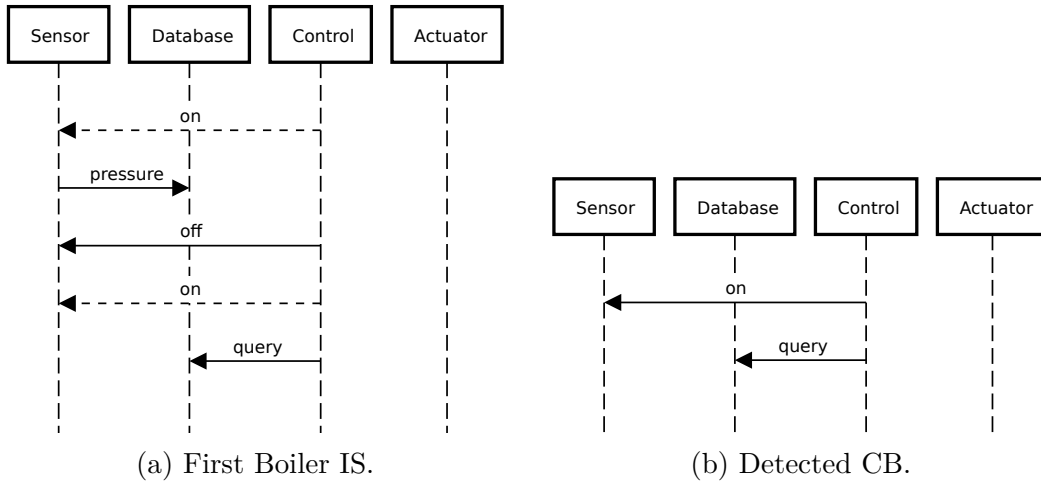 Sensor Database Control Actuator
on
pressure
off
on
query
(a) First Boiler IS.
Sensor Database Control Actuator
on
query
(b) Detected CB.